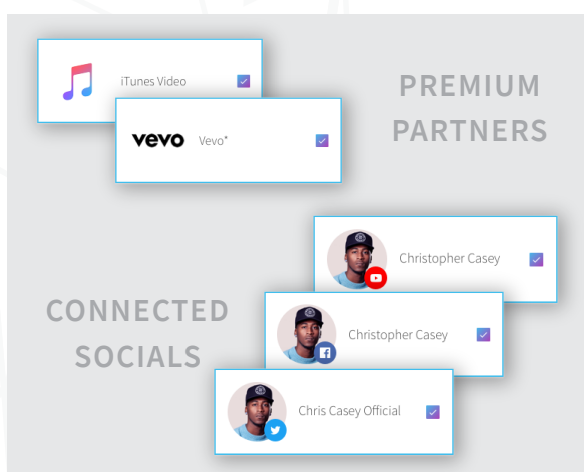 iTunes Video
PREMIUM
PARTNERS
vevo Vevo*
Christopher Casey
CONNECTED
SOCIALS
Christopher Casey
Chris Casey Official